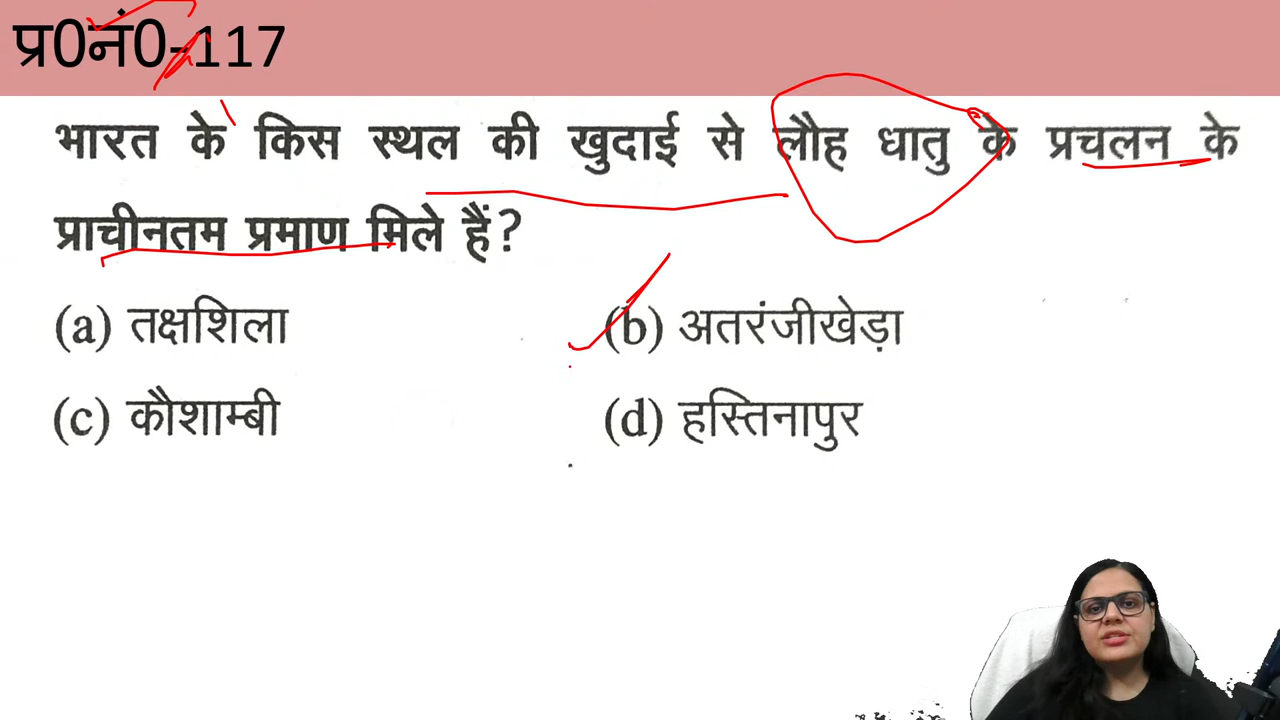 प्र0नं0-117
भारत के किस स्थल की खुदाई से लौह धातु के प्रचलन के
प्राचीनतम प्रमाण मिले हैं?
(a) तक्षशिला (b) अतरंजीखेड़ा
(c) कौशाम्बी (d) हस्तिनापुर